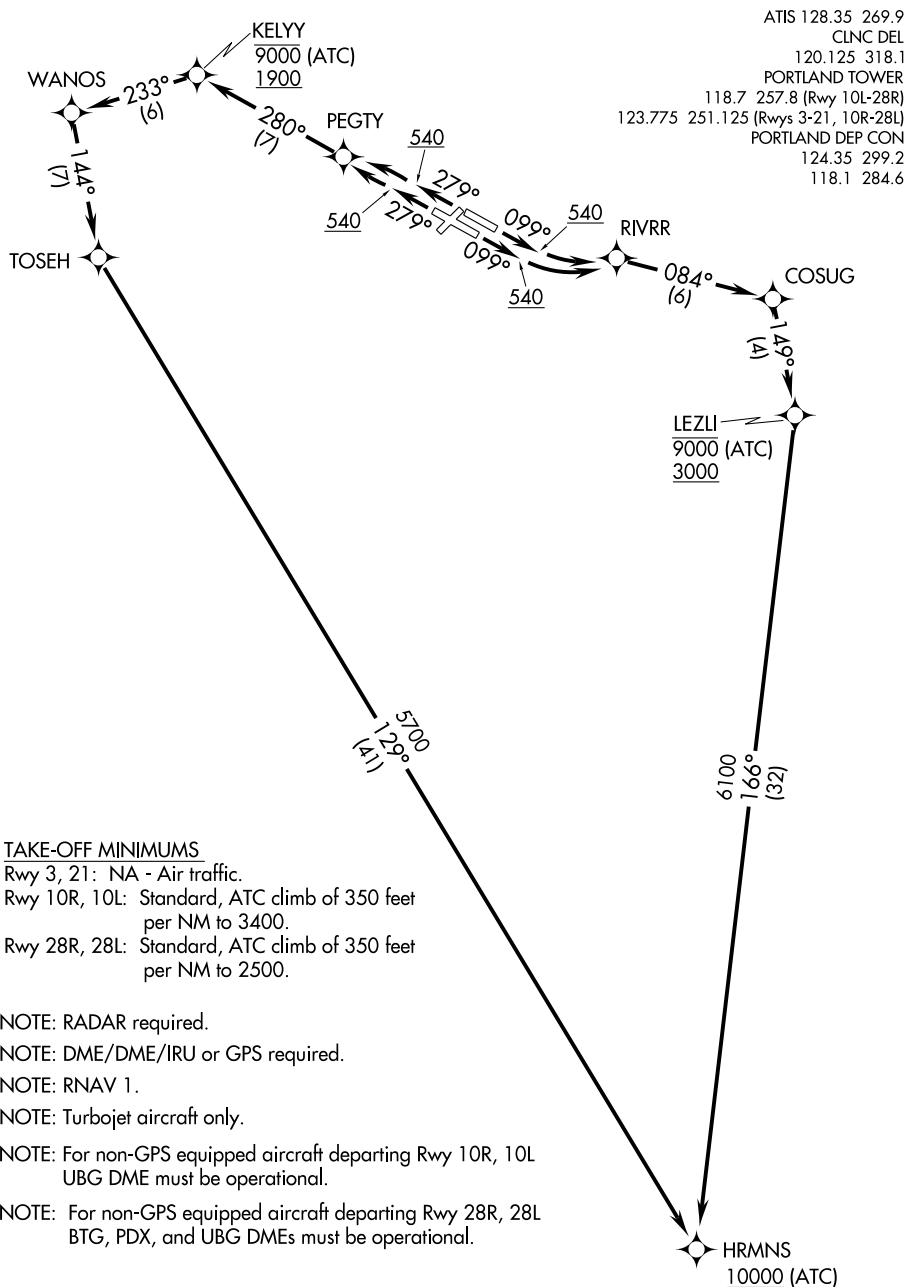 ATIS 128.35 269.9
CLNC DEL
120.125 318.1
PORTLAND TOWER
118.7 257.8 (Rwy 10L-28R)
123.775 251.125 (Rwys 3-21, 10R-28L)
PORTLAND DEP CON
124.35 299.2
118.1 284.6
KELYY
9000 (ATC)
1900
WANOS
233°
(6)
280°
(7)
PEGTY
540
279°
540
279°
099°
540
099°
540
RIVRR
084°
(6)
COSUG
144°
(7)
TOSEH
149°
(4)
LEZLI
9000 (ATC)
3000
5700
129°
(41)
6100
166°
(32)
TAKE-OFF MINIMUMS
Rwy 3, 21: NA - Air traffic.
Rwy 10R, 10L: Standard, ATC climb of 350 feet
per NM to 3400.
Rwy 28R, 28L: Standard, ATC climb of 350 feet
per NM to 2500.
NOTE: RADAR required.
NOTE: DME/DME/IRU or GPS required.
NOTE: RNAV 1.
NOTE: Turbojet aircraft only.
NOTE: For non-GPS equipped aircraft departing Rwy 10R, 10L
UBG DME must be operational.
NOTE: For non-GPS equipped aircraft departing Rwy 28R, 28L
BTG, PDX, and UBG DMEs must be operational.
HRMNS
10000 (ATC)